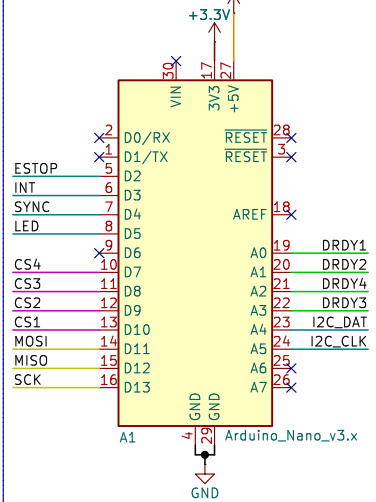 +3.3V
30 17 27
VIN 3V3 +5V
2 D0/RX RESET 28
1 D1/TX RESET 3
ESTOP 5 D2
INT 6 D3
SYNC 7 D4 AREF 18
LED 8 D5
9 D6 A0 19 DRDY1
CS4 10 D7 A1 20 DRDY2
CS3 11 D8 A2 21 DRDY4
CS2 12 D9 A3 22 DRDY3
CS1 13 D10 A4 23 I2C_DAT
MOSI 14 D11 A5 24 I2C_CLK
MISO 15 D12 A6 25
SCK 16 D13 A7 26
GND GND
A1 4 29 Arduino_Nano_v3.x
GND